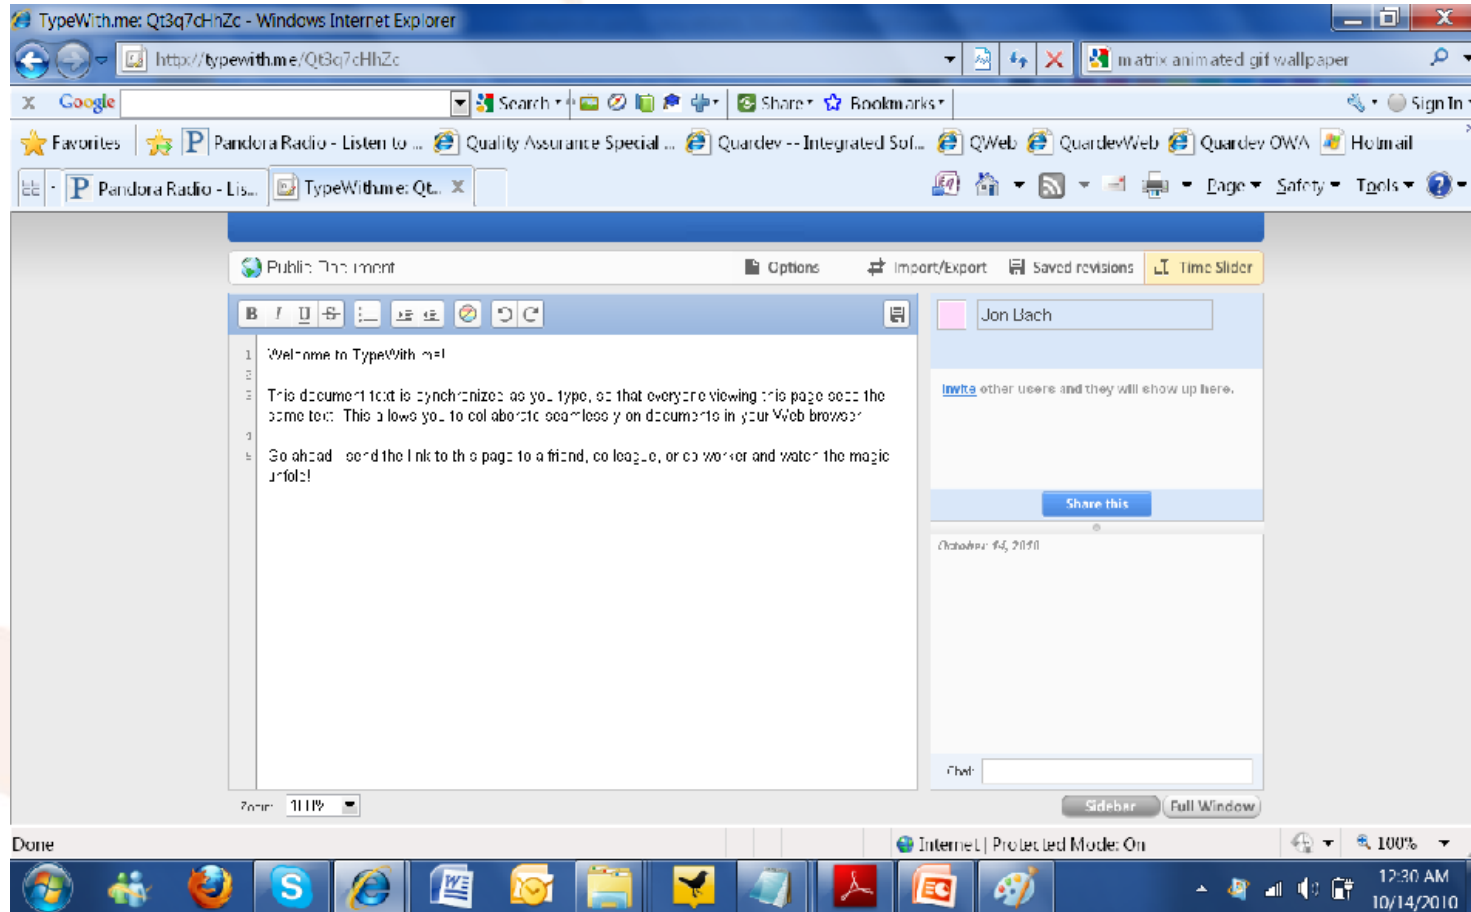 TypeWith.me: Qt3q7cHhZc - Windows Internet Explorer
http://typewith.me/Qt3q7cHhZc
matrix animated gif wallpaper
X Google Search Share Bookmarks Sign In
Favorites Pandora Radio - Listen to ... Quality Assurance Special ... Quardev -- Integrated Sof... QWeb QuardevWeb Quardev OWA Hotmail
Pandora Radio - Lis... TypeWith.me: Qt... X Page Safety Tools
Public Document Options Import/Export Saved revisions Time Slider
B I U S
Jon Bach
1 Welcome to TypeWith.me!
2
3 This document text is synchronized as you type, so that everyone viewing this page sees the
same text. This allows you to collaborate seamlessly on documents in your Web browser
4
5 Go ahead send the link to this page to a friend, colleague, or co worker and watch the magic
unfold!
Invite other users and they will show up here.
Share this
October 14, 2010
Chat:
Zoom: 100%
Sidebar Full Window
Done Internet | Protected Mode: On 100%
12:30 AM
10/14/2010